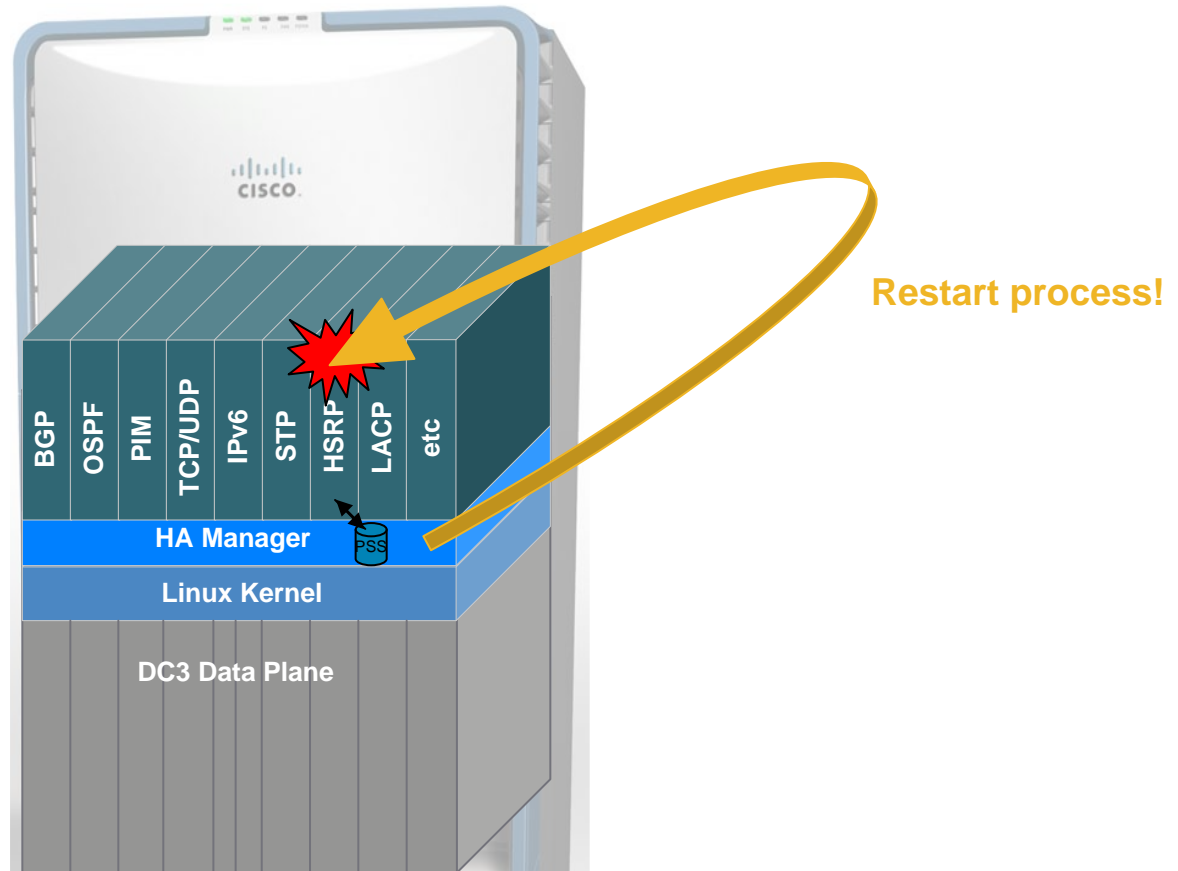 CISCO.
Restart process!
BGP
OSPF
PIM
TCP/UDP
IPv6
STP
HSRP
LACP
etc
HA Manager
PSS
Linux Kernel
DC3 Data Plane